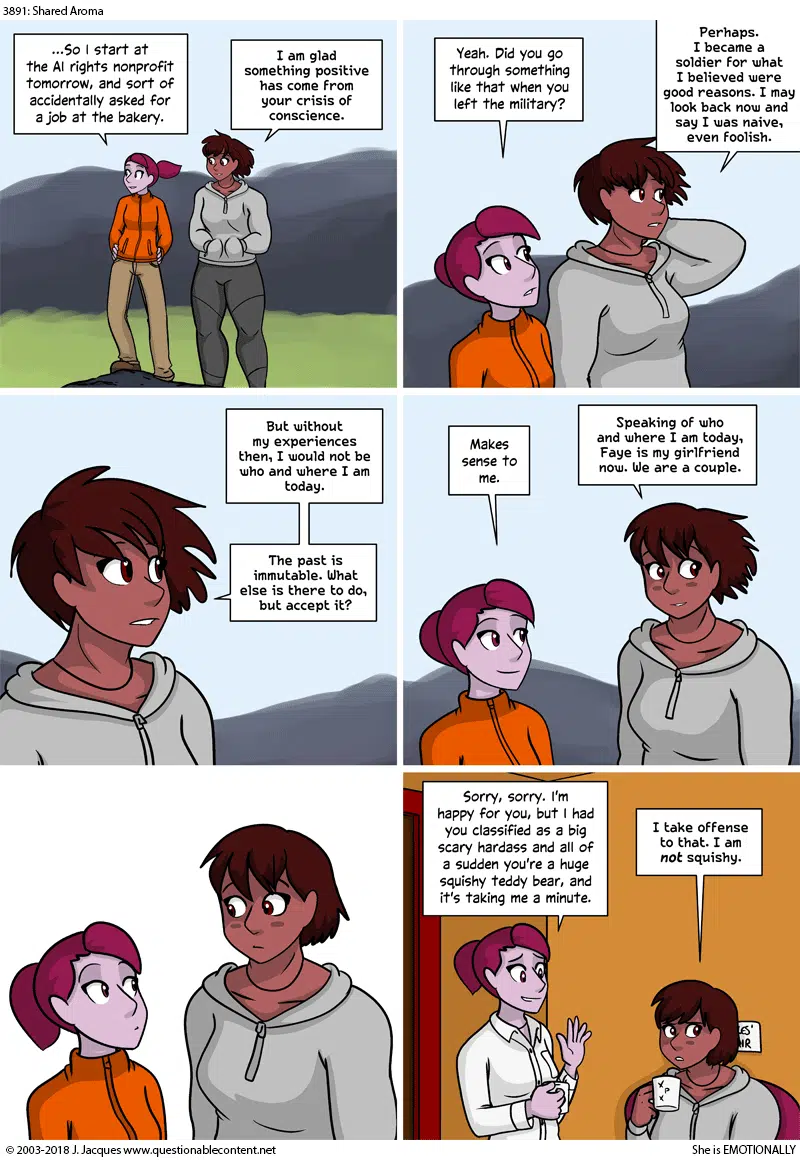 3891: Shared Aroma
...So I start at
the AI rights nonprofit
tomorrow, and sort of
accidentally asked for
a job at the bakery.
I am glad
something positive
has come from
your crisis of
conscience.
Yeah. Did you go
through something
like that when you
left the military?
Perhaps.
I became a
soldier for what
I believed were
good reasons. I may
look back now and
say I was naive,
even foolish.
But without
my experiences
then, I would not be
who and where I am
today.
The past is
immutable. What
else is there to do,
but accept it?
Makes
sense to
me.
Speaking of who
and where I am today,
Faye is my girlfriend
now. We are a couple.
Sorry, sorry. I'm
happy for you, but I had
you classified as a big
scary hardass and all of
a sudden you're a huge
squishy teddy bear, and
it's taking me a minute.
I take offense
to that. I am
not squishy.
ES'
IR
x
P
x
© 2003-2018 J. Jacques www.questionablecontent.net
She is EMOTIONALLY